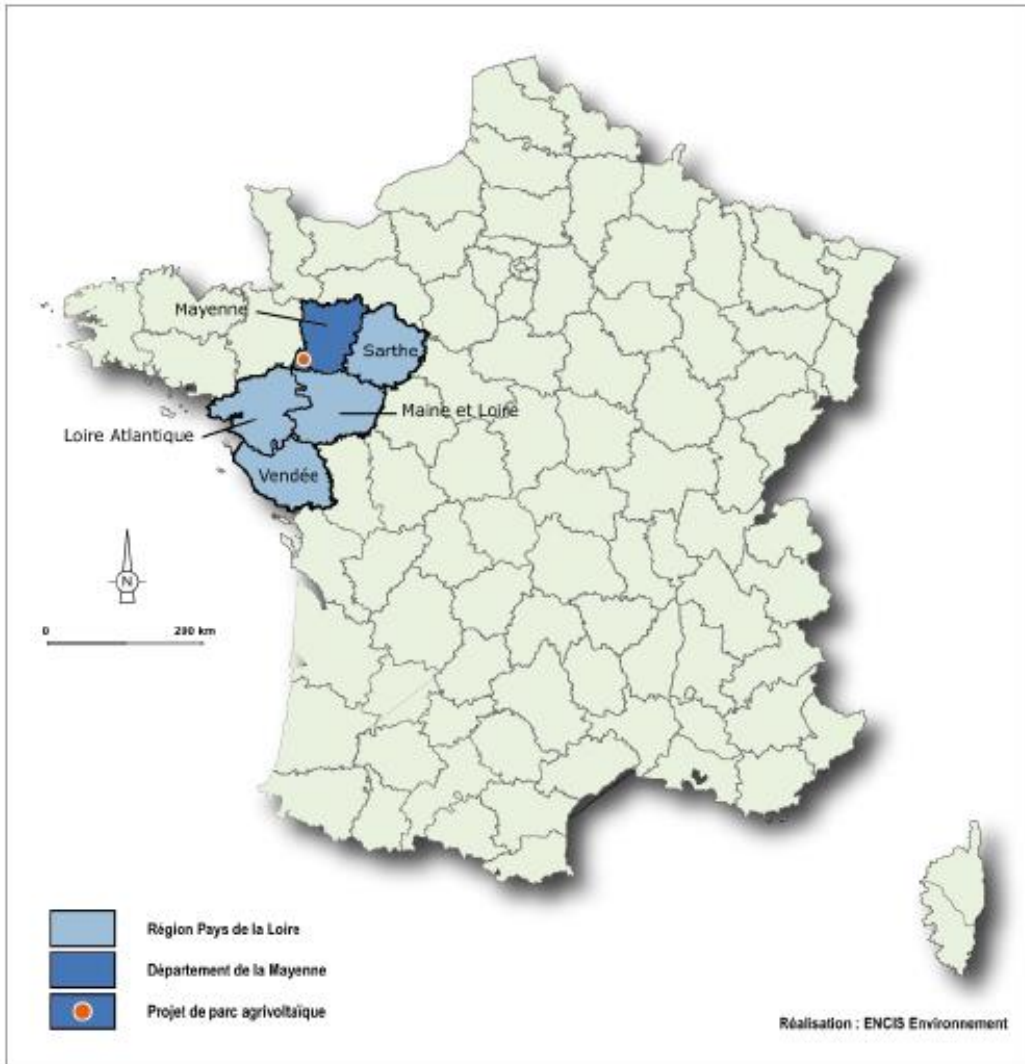 Mayenne
Sarthe
Maine et Loire
Loire Atlantique
Vendée
N
0 200 km
Région Pays de la Loire
Département de la Mayenne
Projet de parc agrivoltaïque
Réalisation : ENCIS Environnement